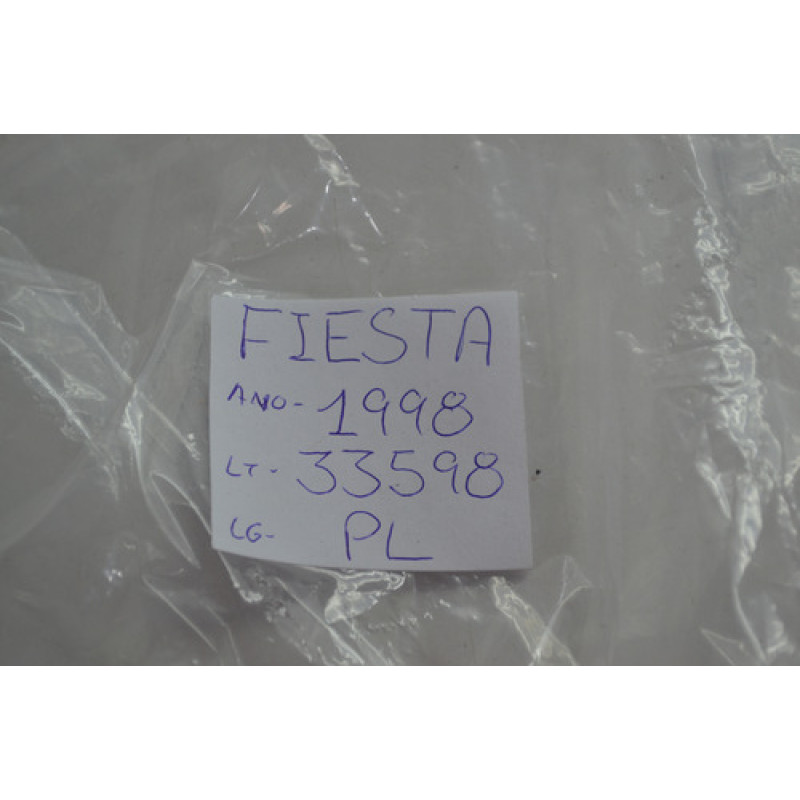 FIESTA
ANO- 1998
LT- 33598
LG- PL